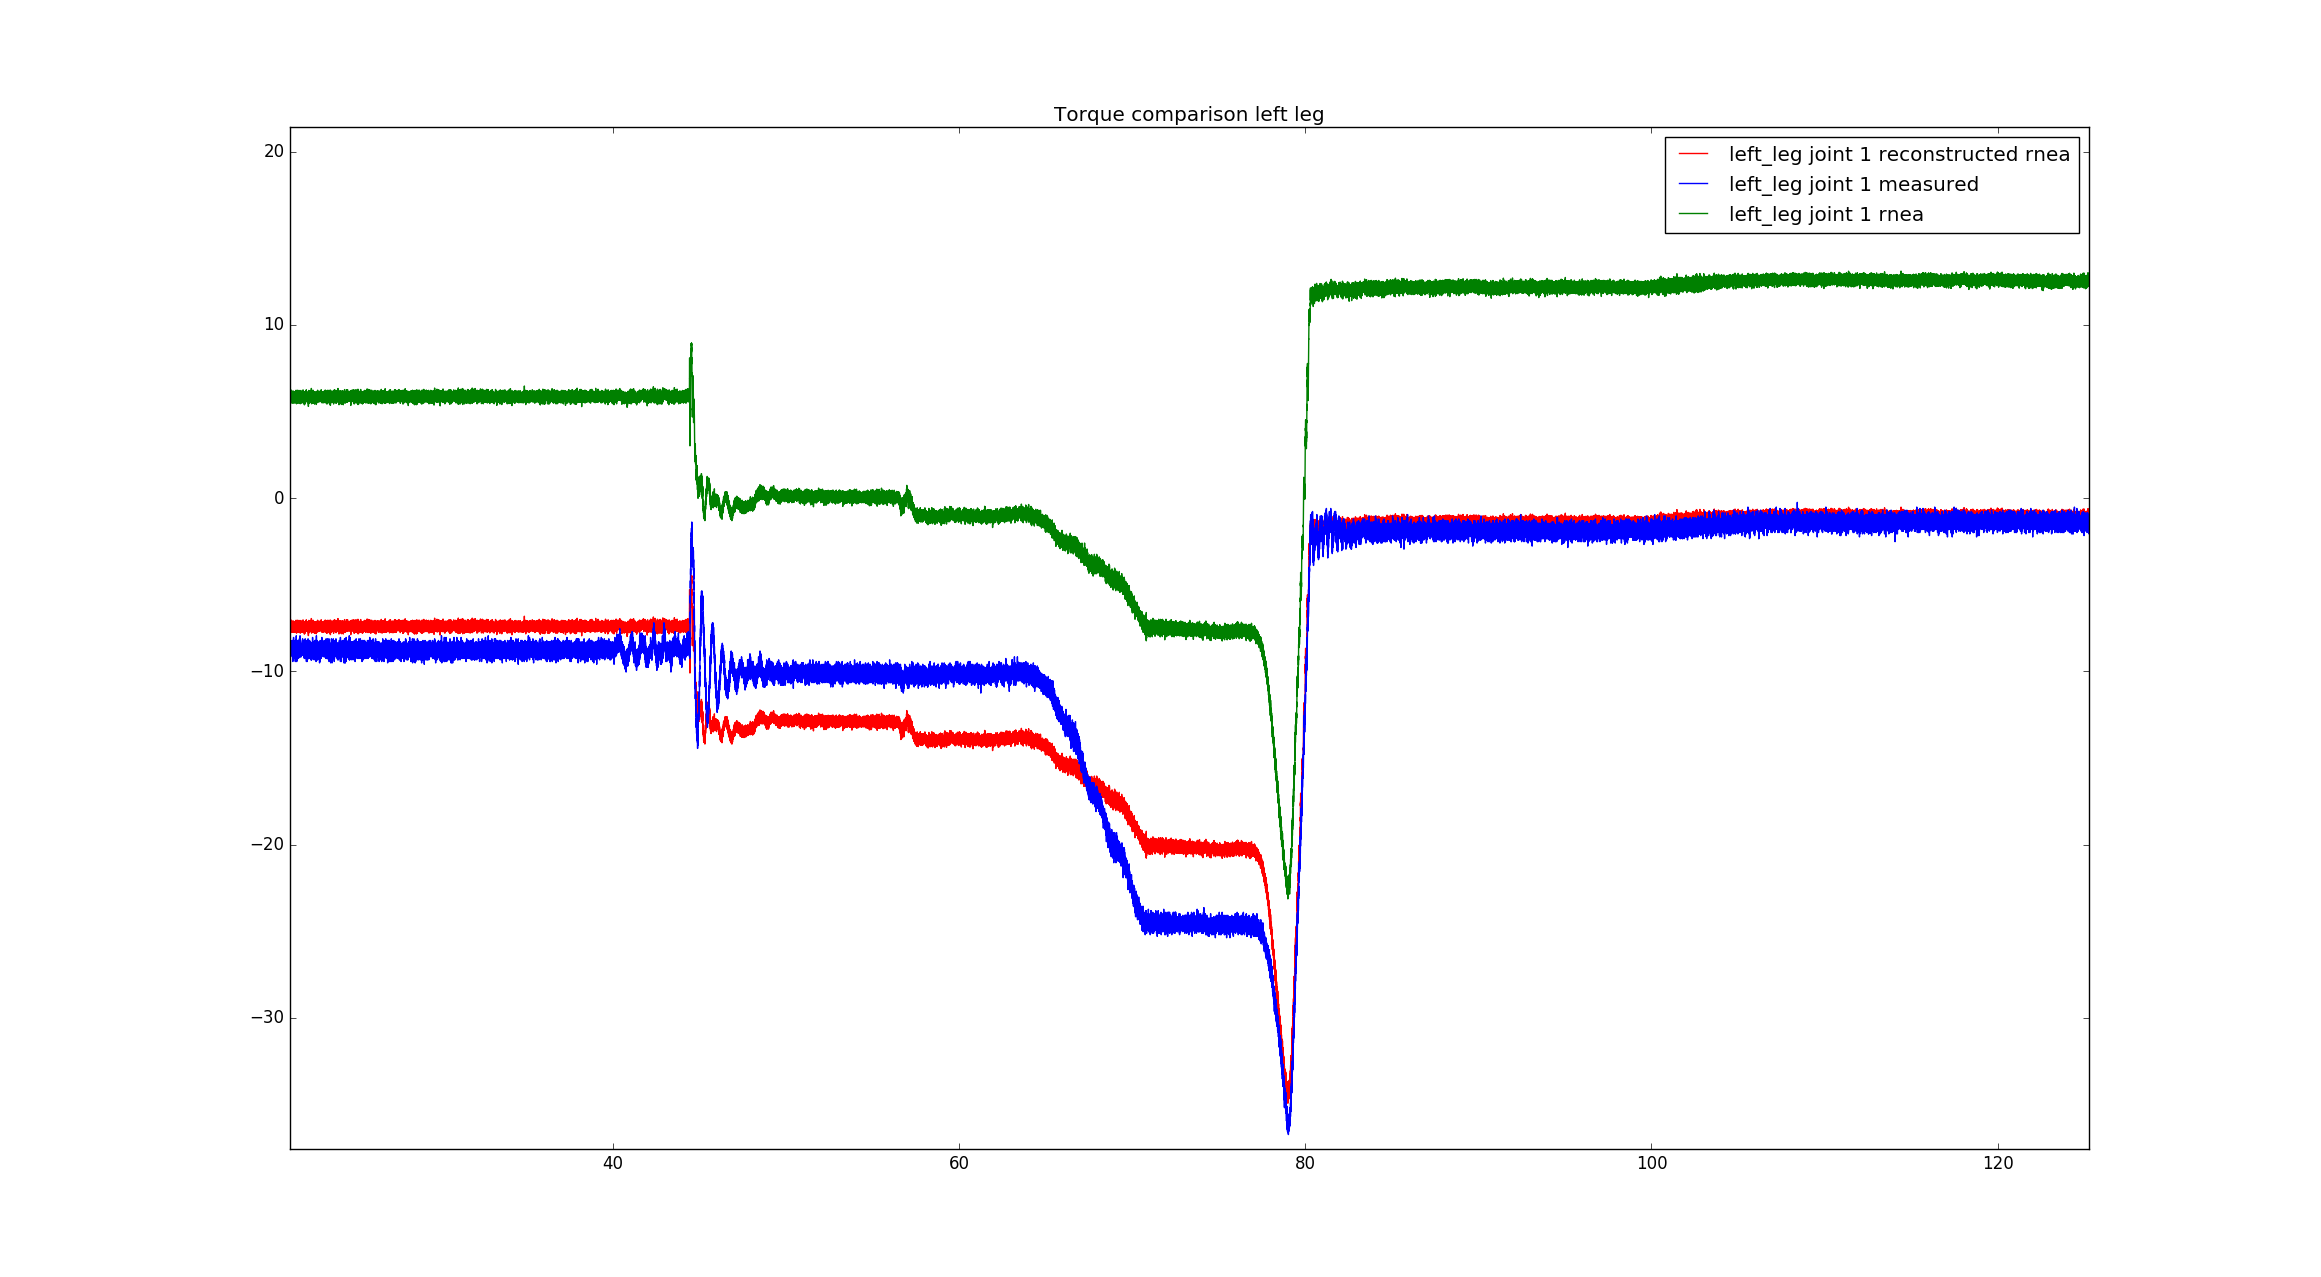 Torque comparison left leg
left_leg joint 1 reconstructed rnea
left_leg joint 1 measured
left_leg joint 1 rnea
20
10
0
−10
−20
−30
40
60
80
100
120